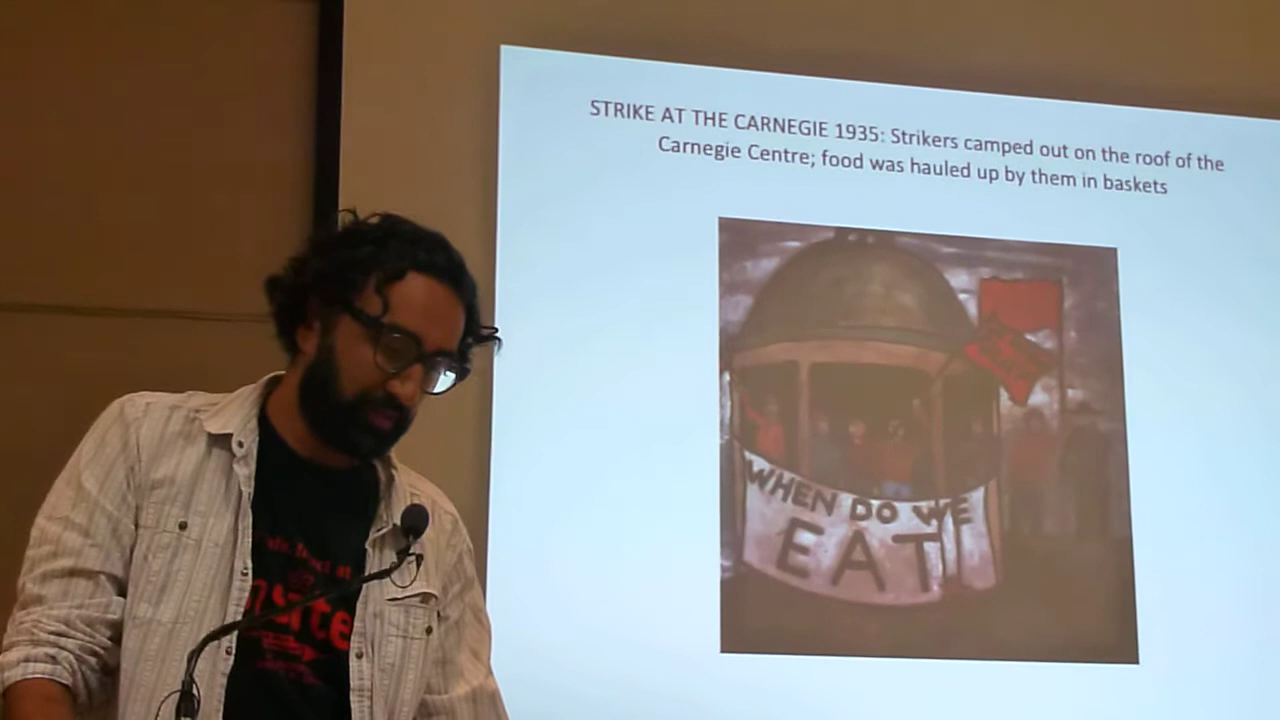 STRIKE AT THE CARNEGIE 1935: Strikers camped out on the roof of the
Carnegie Centre; food was hauled up by them in baskets
WHEN DO WE
EAT